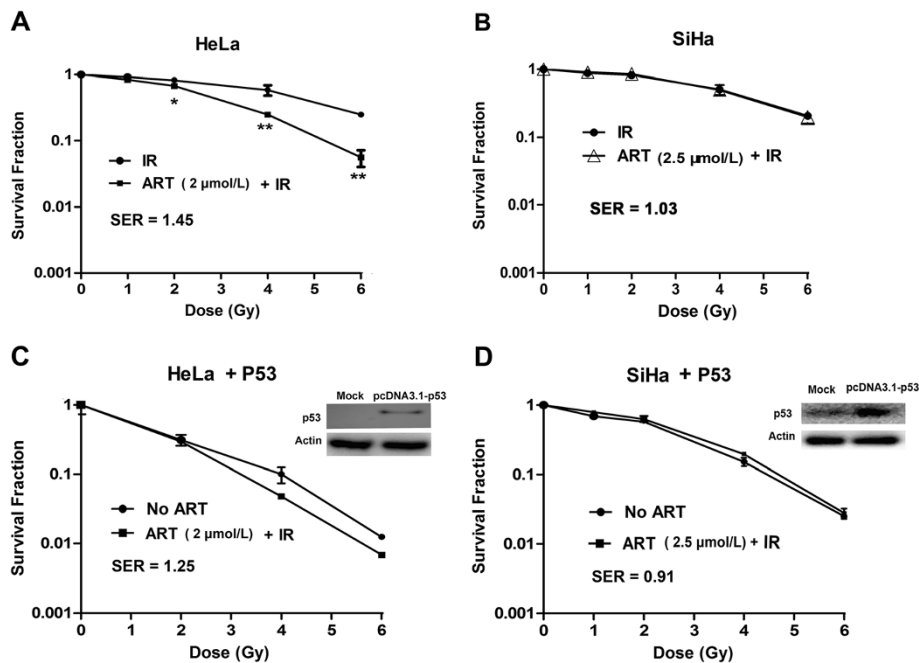 A
HeLa
Survival Fraction
1
0.1
0.01
0.001
IR
ART ( 2 µmol/L) + IR
SER = 1.45
*
**
**
0 1 2 3 4 5 6
Dose (Gy)
B
SiHa
Survival Fraction
1
0.1
0.01
0.001
IR
ART (2.5 µmol/L) + IR
SER = 1.03
0 1 2 3 4 5 6
Dose (Gy)
C
HeLa + P53
Mock pcDNA3.1-p53
p53
Actin
Survival Fraction
1
0.1
0.01
0.001
No ART
ART ( 2 µmol/L) + IR
SER = 1.25
0 2 4 6
Dose (Gy)
D
SiHa + P53
Mock pcDNA3.1-p53
p53
Actin
Survival Fraction
1
0.1
0.01
0.001
No ART
ART ( 2.5 µmol/L) + IR
SER = 0.91
0 1 2 3 4 5 6
Dose (Gy)